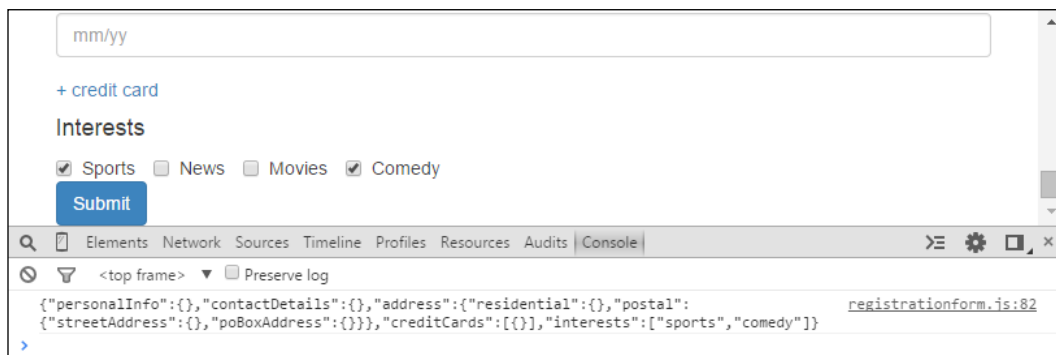 mm/yy
+ credit card
Interests
Sports News Movies Comedy
Submit
Elements Network Sources Timeline Profiles Resources Audits Console
<top frame> ▼ Preserve log
{"personalInfo":{},"contactDetails":{},"address":{"residential":{},"postal": registrationform.js:82
{"streetAddress":{},"poBoxAddress":{}}},"creditCards":[{}],"interests":["sports","comedy"]}
>